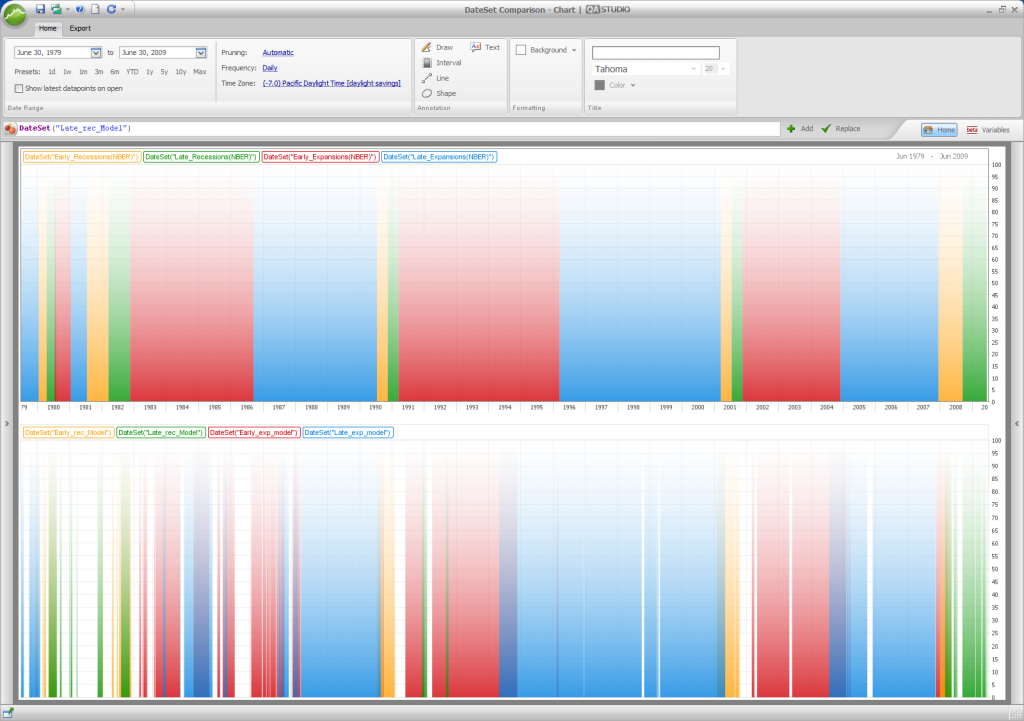 DateSet Comparison - Chart | QASTUDIO
Home Export
June 30, 1979 to June 30, 2009
Presets: 1d 1w 1m 3m 6m YTD 1y 5y 10y Max
Show latest datapoints on open
Date Range
Pruning: Automatic
Frequency: Daily
Time Zone: (-7.0) Pacific Daylight Time [daylight savings]
Draw Text
Interval
Line
Shape
Annotation
Background
Formatting
Tahoma 20
Color
Title
DateSet("Late_rec_Model")
Add Replace
Home beta Variables
DateSet("Early_Recessions(NBER)") DateSet("Late_Recessions(NBER)") DateSet("Early_Expansions(NBER)") DateSet("Late_Expansions(NBER)")
Jun 1979 - Jun 2009
100
95
90
85
80
75
70
65
60
55
50
45
40
35
30
25
20
15
10
5
0
79 1980 1981 1982 1983 1984 1985 1986 1987 1988 1989 1990 1991 1992 1993 1994 1995 1996 1997 1998 1999 2000 2001 2002 2003 2004 2005 2006 2007 2008 20
DateSet("Early_rec_Model") DateSet("Late_rec_Model") DateSet("Early_exp_model") DateSet("Late_exp_model")
100
95
90
85
80
75
70
65
60
55
50
45
40
35
30
25
20
15
10
5
0